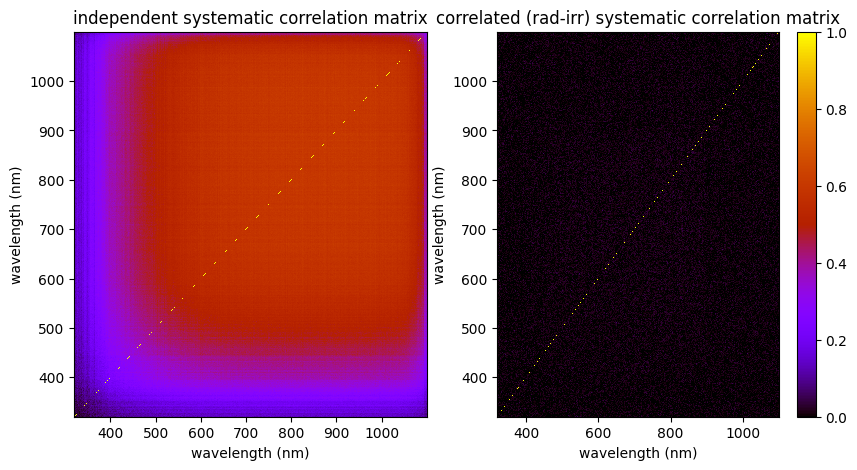 independent systematic correlation matrix
correlated (rad-irr) systematic correlation matrix
wavelength (nm)
1000
900
800
700
600
500
400
400 500 600 700 800 900 1000
wavelength (nm)
wavelength (nm)
1000
900
800
700
600
500
400
400 600 800 1000
wavelength (nm)
1.0
0.8
0.6
0.4
0.2
0.0